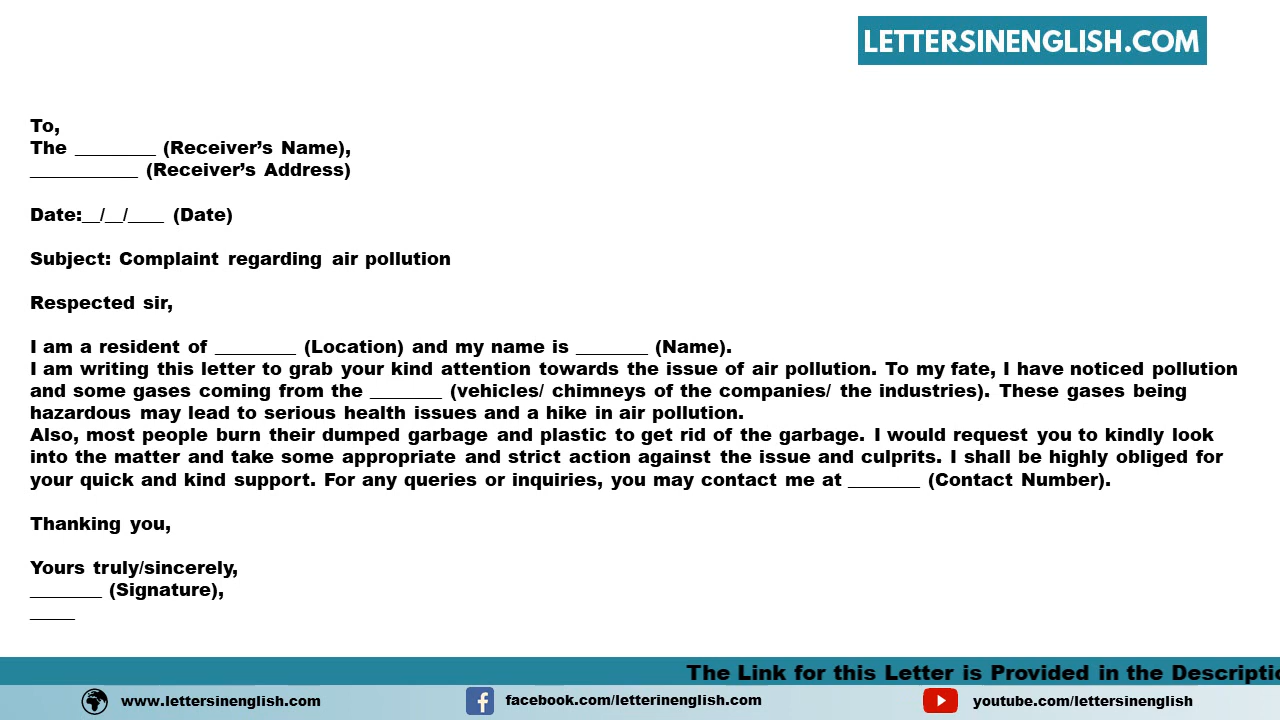 LETTERSINENGLISH.COM
To,
The _________ (Receiver’s Name),
____________ (Receiver’s Address)
Date:__/__/____ (Date)
Subject: Complaint regarding air pollution
Respected sir,
I am a resident of _________ (Location) and my name is ________ (Name).
I am writing this letter to grab your kind attention towards the issue of air pollution. To my fate, I have noticed pollution
and some gases coming from the ________ (vehicles/ chimneys of the companies/ the industries). These gases being
hazardous may lead to serious health issues and a hike in air pollution.
Also, most people burn their dumped garbage and plastic to get rid of the garbage. I would request you to kindly look
into the matter and take some appropriate and strict action against the issue and culprits. I shall be highly obliged for
your quick and kind support. For any queries or inquiries, you may contact me at ________ (Contact Number).
Thanking you,
Yours truly/sincerely,
________ (Signature),
_____
The Link for this Letter is Provided in the Descriptio
www.lettersinenglish.com
facebook.com/letterinenglish.com
youtube.com/lettersinenglish